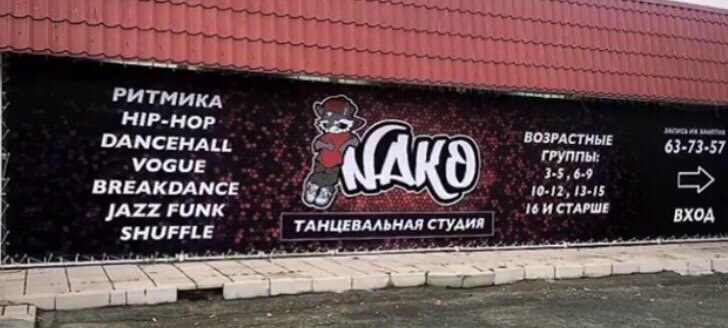 РИТМИКА
HIP-HOP
DANCEHALL
VOGUE
BREAKDANCE
JAZZ FUNK
SHUFFLE
NAKO
ТАНЦЕВАЛЬНАЯ СТУДИЯ
ВОЗРАСТНЫЕ
ГРУППЫ:
3-5 , 6-9
10-12 , 13-15
16 И СТАРШЕ
ЗАПИСЬ НА ЗАНЯТИЯ
63-73-57
ВХОД